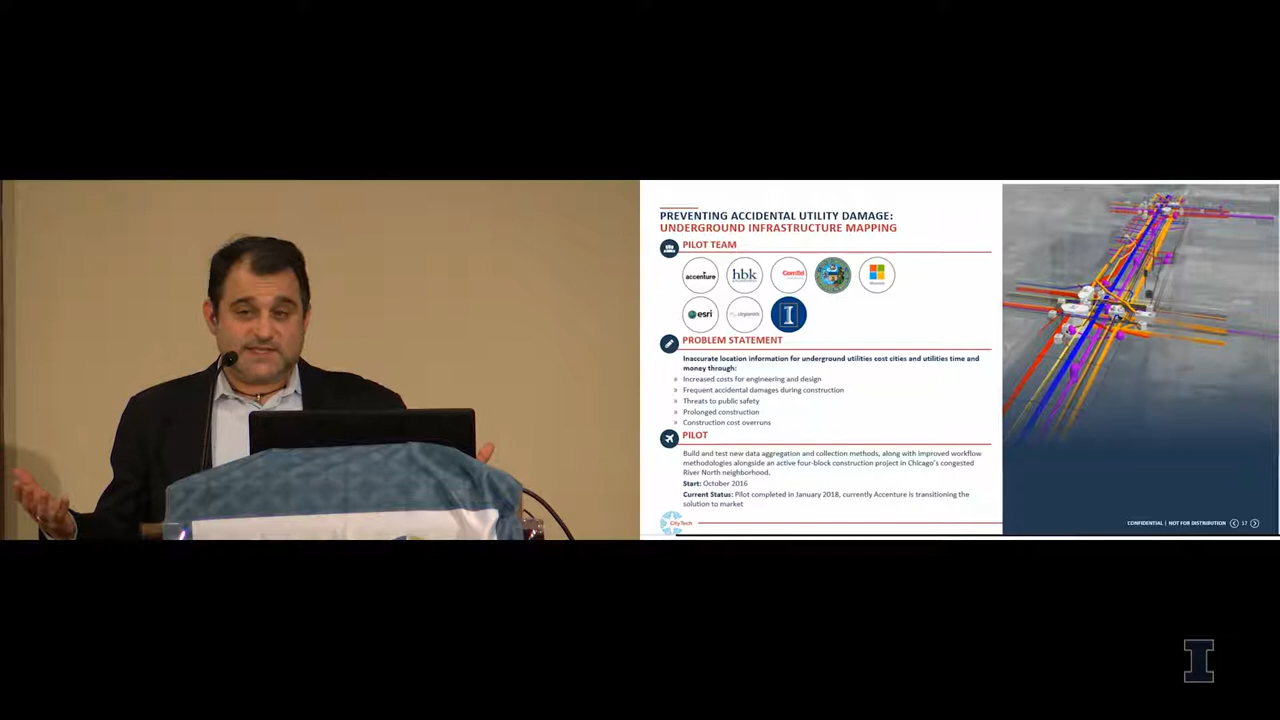 PREVENTING ACCIDENTAL UTILITY DAMAGE:
UNDERGROUND INFRASTRUCTURE MAPPING
PILOT TEAM
accenture
hbk
ComEd
Microsoft
esri
PROBLEM STATEMENT
Inaccurate location information for underground utilities cost cities and utilities time and
money through:
» Increased costs for engineering and design
» Frequent accidental damages during construction
» Threats to public safety
» Prolonged construction
» Construction cost overruns
PILOT
Build and test new data aggregation and collection methods, along with improved workflow
methodologies alongside an active four-block construction project in Chicago's congested
River North neighborhood.
Start: October 2016
Current Status: Pilot completed in January 2018, currently Accenture is transitioning the
solution to market
City Tech
CONFIDENTIAL | NOT FOR DISTRIBUTION 17